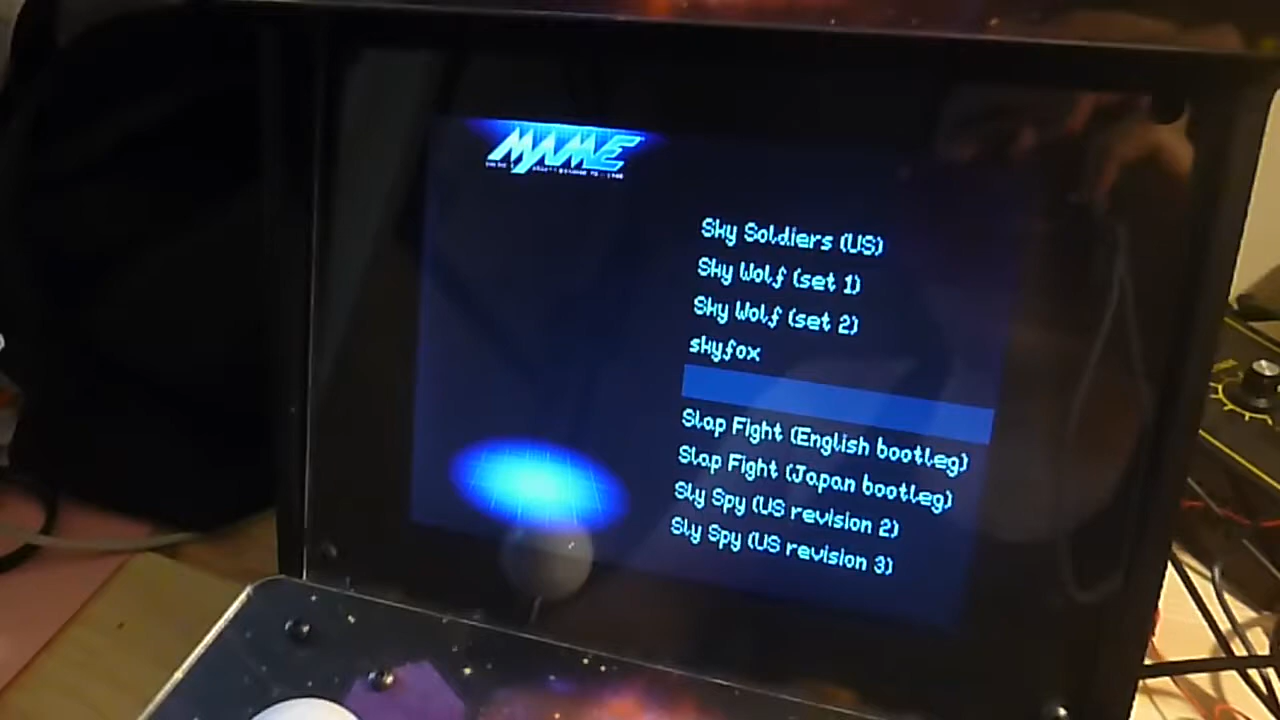 MAME
Sky Soldiers (US)
Sky Wolf (set 1)
Sky Wolf (set 2)
skyfox
Slap Fight (English bootleg)
Slap Fight (Japan bootleg)
Sly Spy (US revision 2)
Sly Spy (US revision 3)